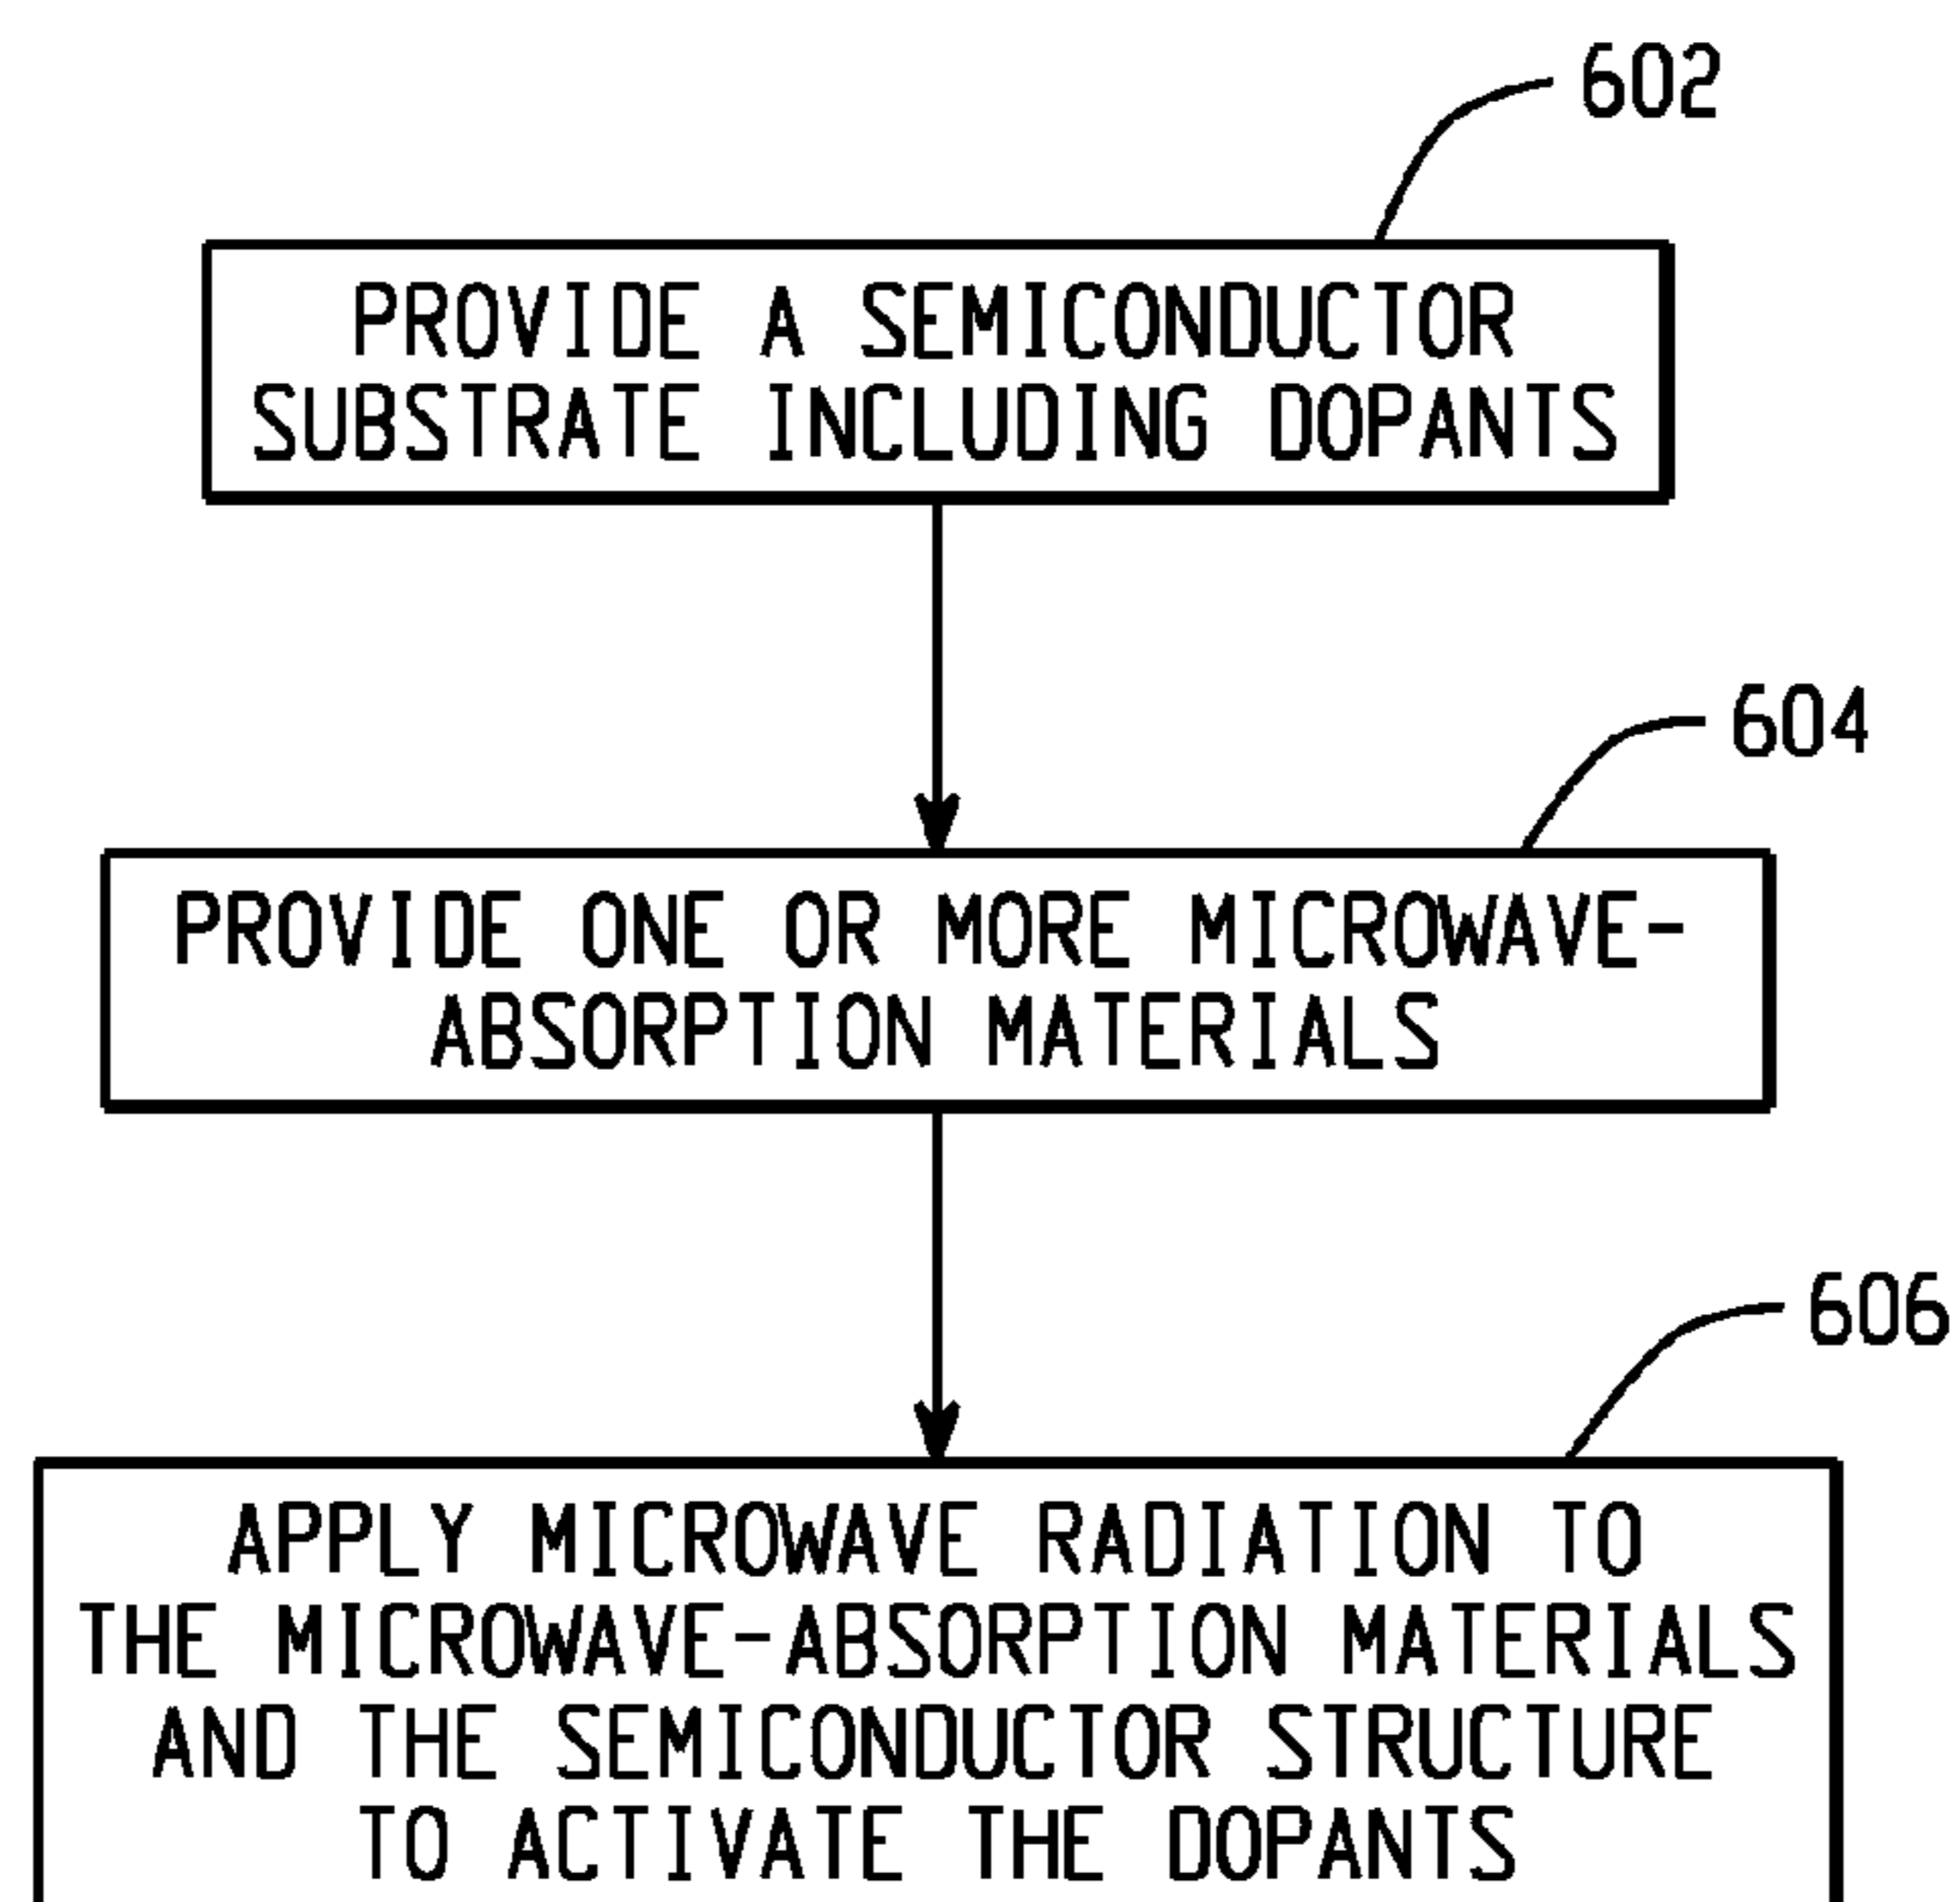 602
PROVIDE A SEMICONDUCTOR
SUBSTRATE INCLUDING DOPANTS
604
PROVIDE ONE OR MORE MICROWAVE-
ABSORPTION MATERIALS
606
APPLY MICROWAVE RADIATION TO
THE MICROWAVE-ABSORPTION MATERIALS
AND THE SEMICONDUCTOR STRUCTURE
TO ACTIVATE THE DOPANTS